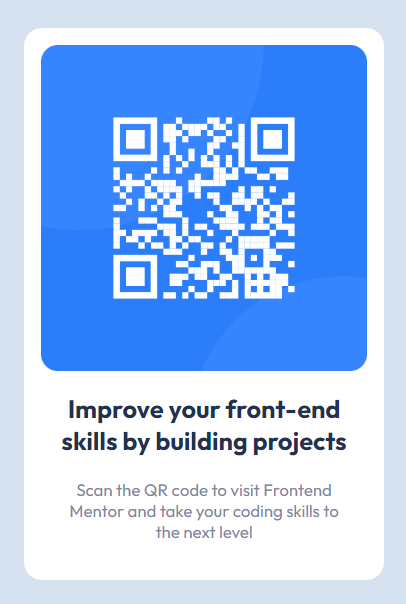 Improve your front-end
skills by building projects
Scan the QR code to visit Frontend
Mentor and take your coding skills to
the next level